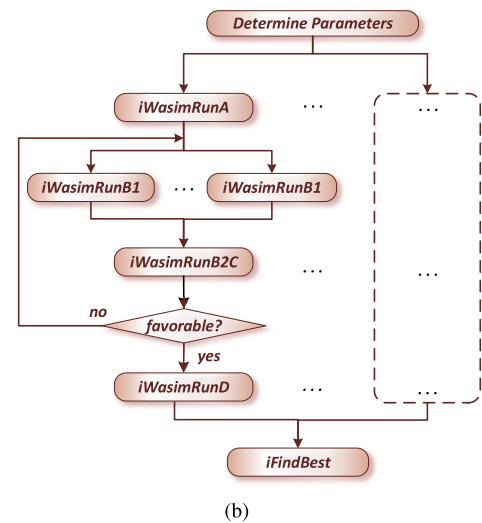 Determine Parameters
iWasimRunA ... ...
iWasimRunB1 ... iWasimRunB1
iWasimRunB2C ... ...
no
favorable?
yes
iWasimRunD ... ...
iFindBest
(b)